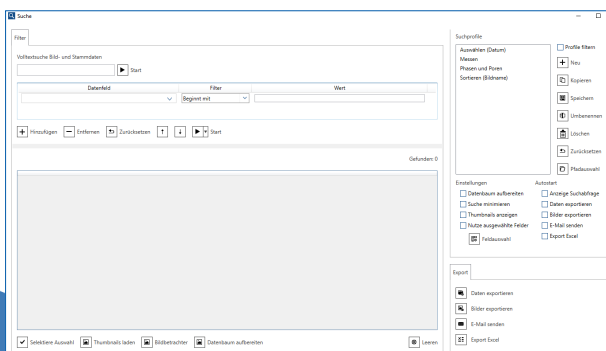 Suche
Filter
Volltextsuche Bild- und Stammdaten
Start
Datenfeld Filter Wert
Beginnt mit
Hinzufügen Entfernen Zurücksetzen Start
Gefunden: 0
Selektiere Auswahl Thumbnails laden Bildbetrachter Datenbaum aufbereiten Leeren
Suchprofile
Auswählen (Datum)
Massen
Phasen und Poren
Sortieren (Bildname)
Profile filtern
Neu
Kopieren
Speichern
Umbenennen
Löschen
Zurücksetzen
Pfadauswahl
Einstellungen Autostart
Datenbaum aufbereiten Anzeige Suchabfrage
Suche minimieren Daten exportieren
Thumbnails anzeigen Bilder exportieren
Nutze ausgewählte Felder E-Mail senden
Feldauswahl Export Excel
Export
Daten exportieren
Bilder exportieren
E-Mail senden
Export Excel